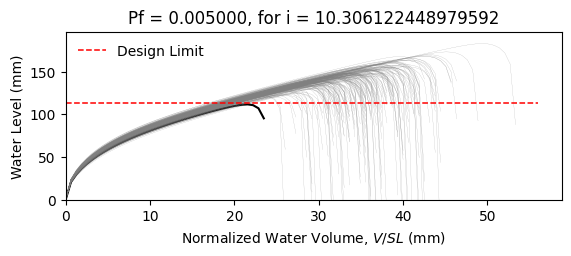 Pf = 0.005000, for i = 10.306122448979592
Water Level (mm)
150
100
50
0
Design Limit
0 10 20 30 40 50
Normalized Water Volume, V/SL (mm)